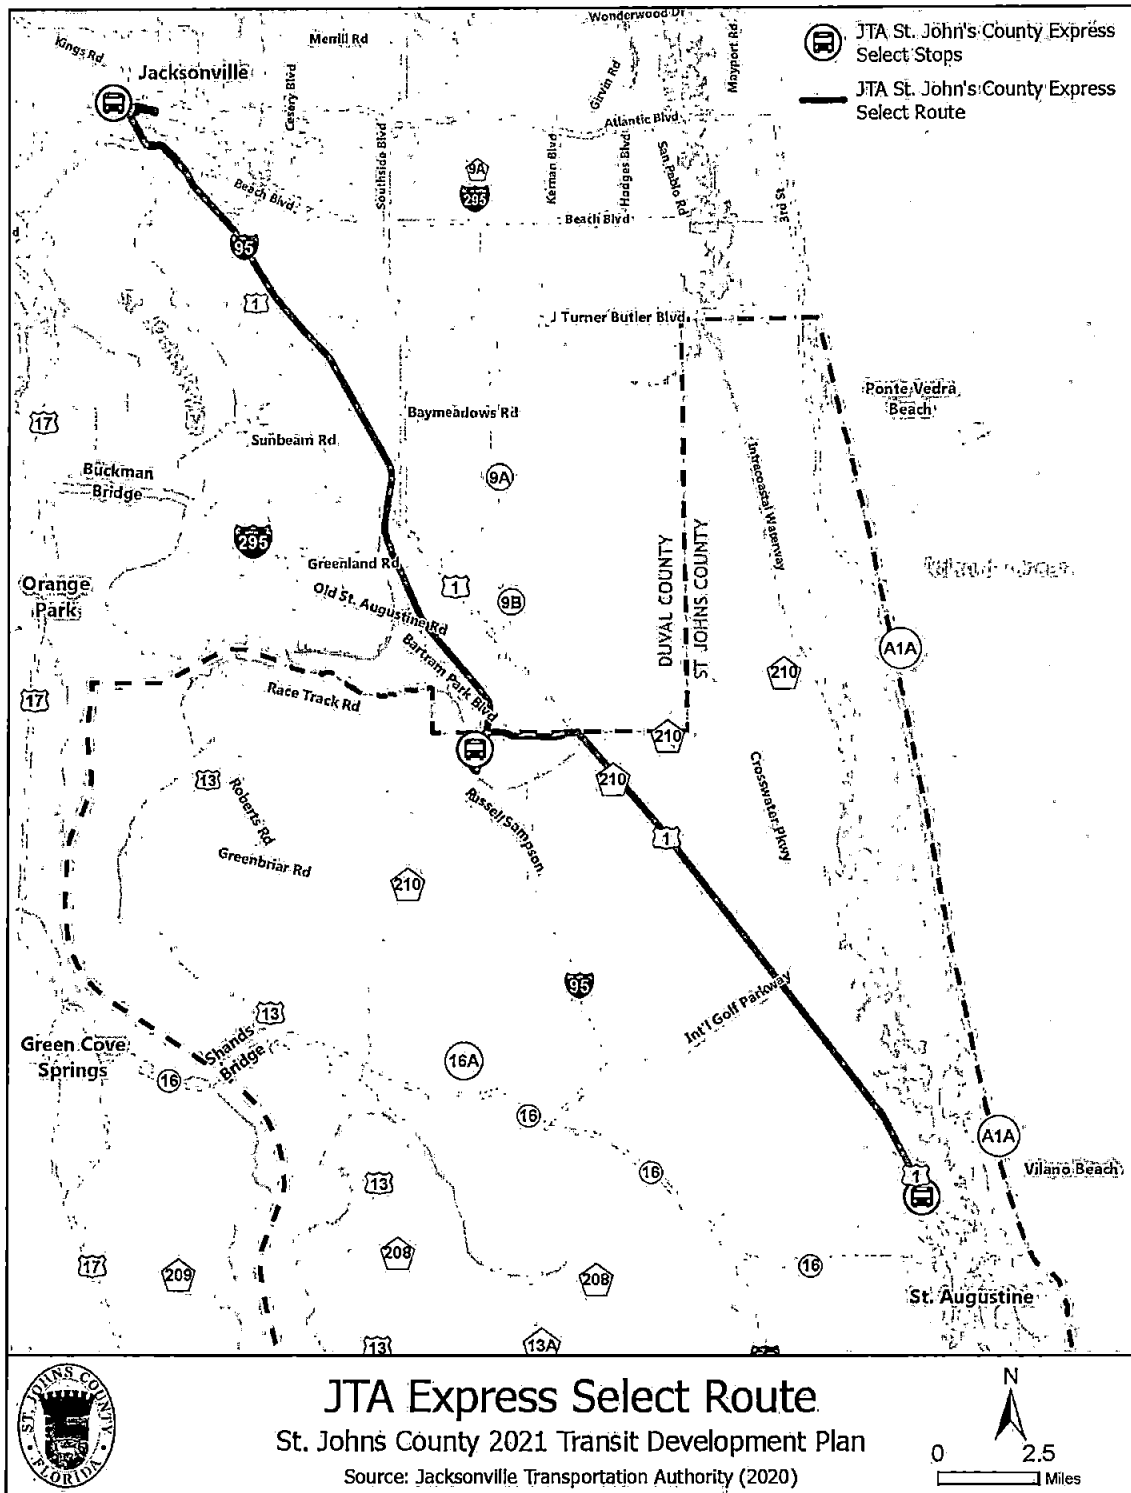 Wonderwood Dr
Kings Rd
Merrill Rd
Mayport Rd
JTA St. John's County Express
Select Stops
Jacksonville
Cesery Blvd
Girvin Rd
JTA St. John's County Express
Select Route
Atlantic Blvd
Southside Blvd
Kernan Blvd
Hodges Blvd
San Pablo Rd
9A
295
Beach Blvd
3rd St
Beach Blvd
95
1
J Turner Butler Blvd
Ponte Vedra
Beach
17
Baymeadows Rd
Sunbeam Rd
Buckman
Bridge
9A
Intracoastal Waterway
295
DUVAL COUNTY
ST JOHNS COUNTY
Greenland Rd
Orange
Park
1
9B
Old St. Augustine Rd
A1A
Bartram Park Blvd
210
17
Race Track Rd
210
13
210
Roberts Rd
Russell Sampson
Crosswater Pkwy
1
Greenbriar Rd
210
95
Int'l Golf Parkway
13
Green Cove
Springs
Shands
Bridge
16A
16
16
A1A
16
Vilano Beach
13
1
17
209
208
208
16
St. Augustine
13
13A
ST. JOHNS COUNTY
FLORIDA
JTA Express Select Route
St. Johns County 2021 Transit Development Plan
Source: Jacksonville Transportation Authority (2020)
N
0 2.5
Miles